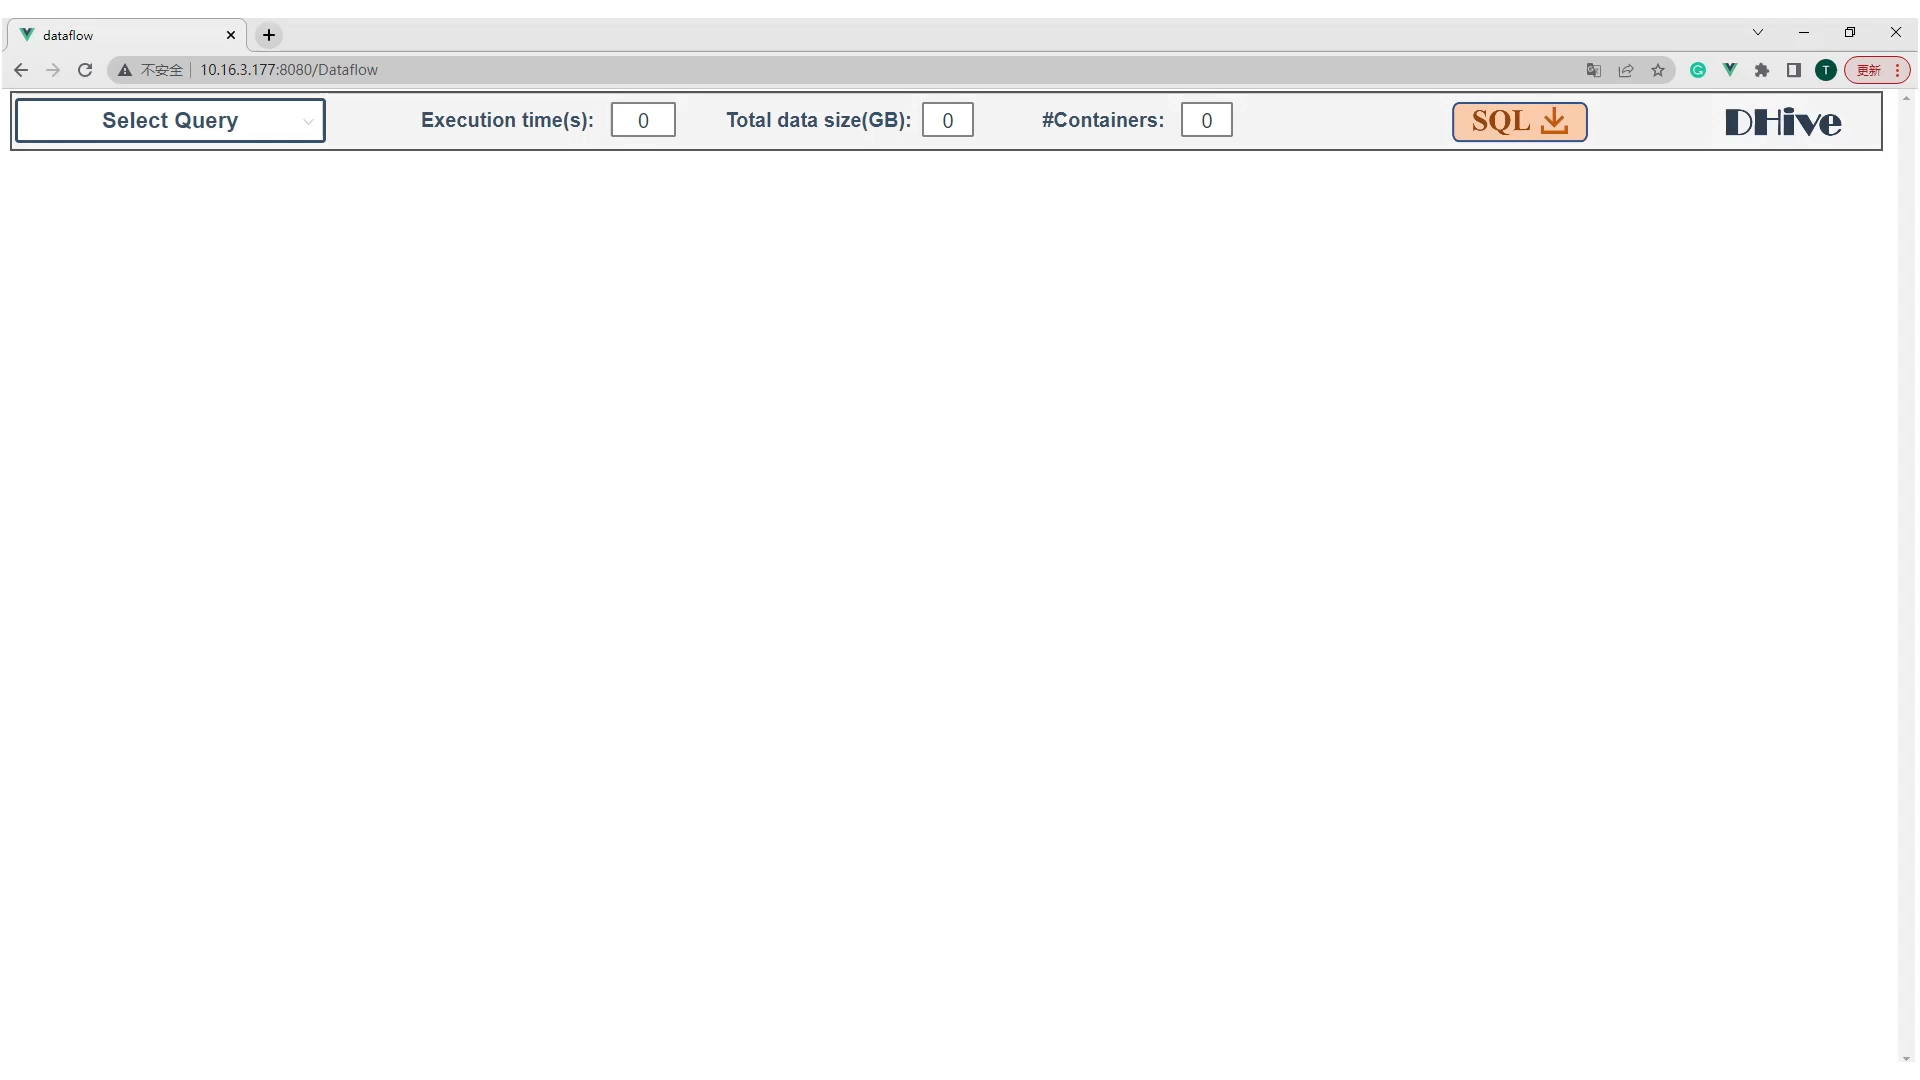 dataflow
不安全 10.16.3.177:8080/Dataflow T 更新
Select Query Execution time(s): 0 Total data size(GB): 0 #Containers: 0 SQL DHive